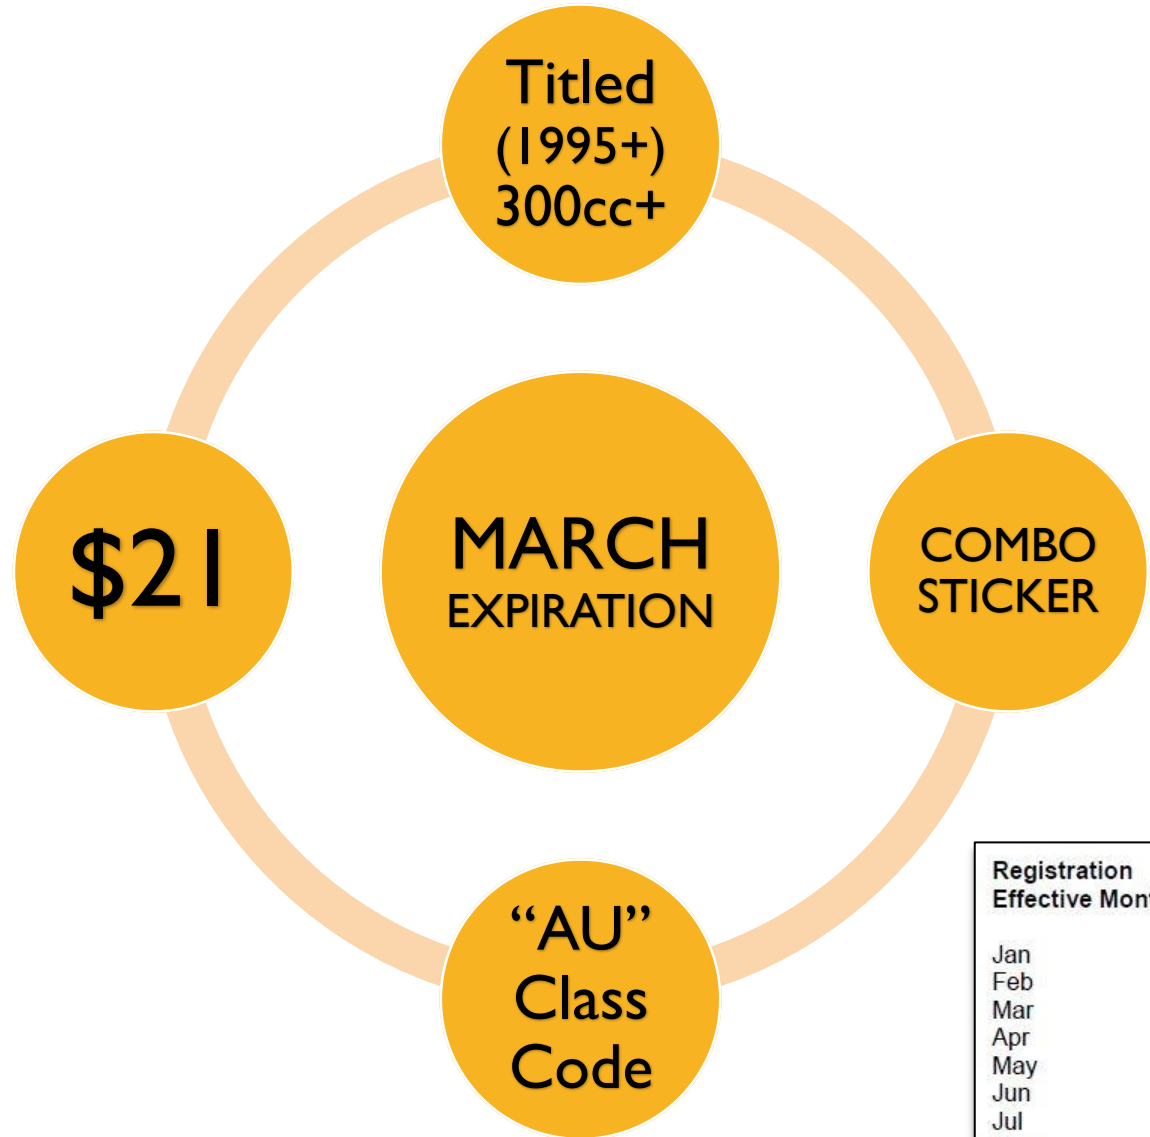 Titled
(1995+)
300cc+
$21
MARCH
EXPIRATION
COMBO
STICKER
“AU”
Class
Code
Registration
Effective
Jan
Feb
Mar
Apr
May
Jun
Jul